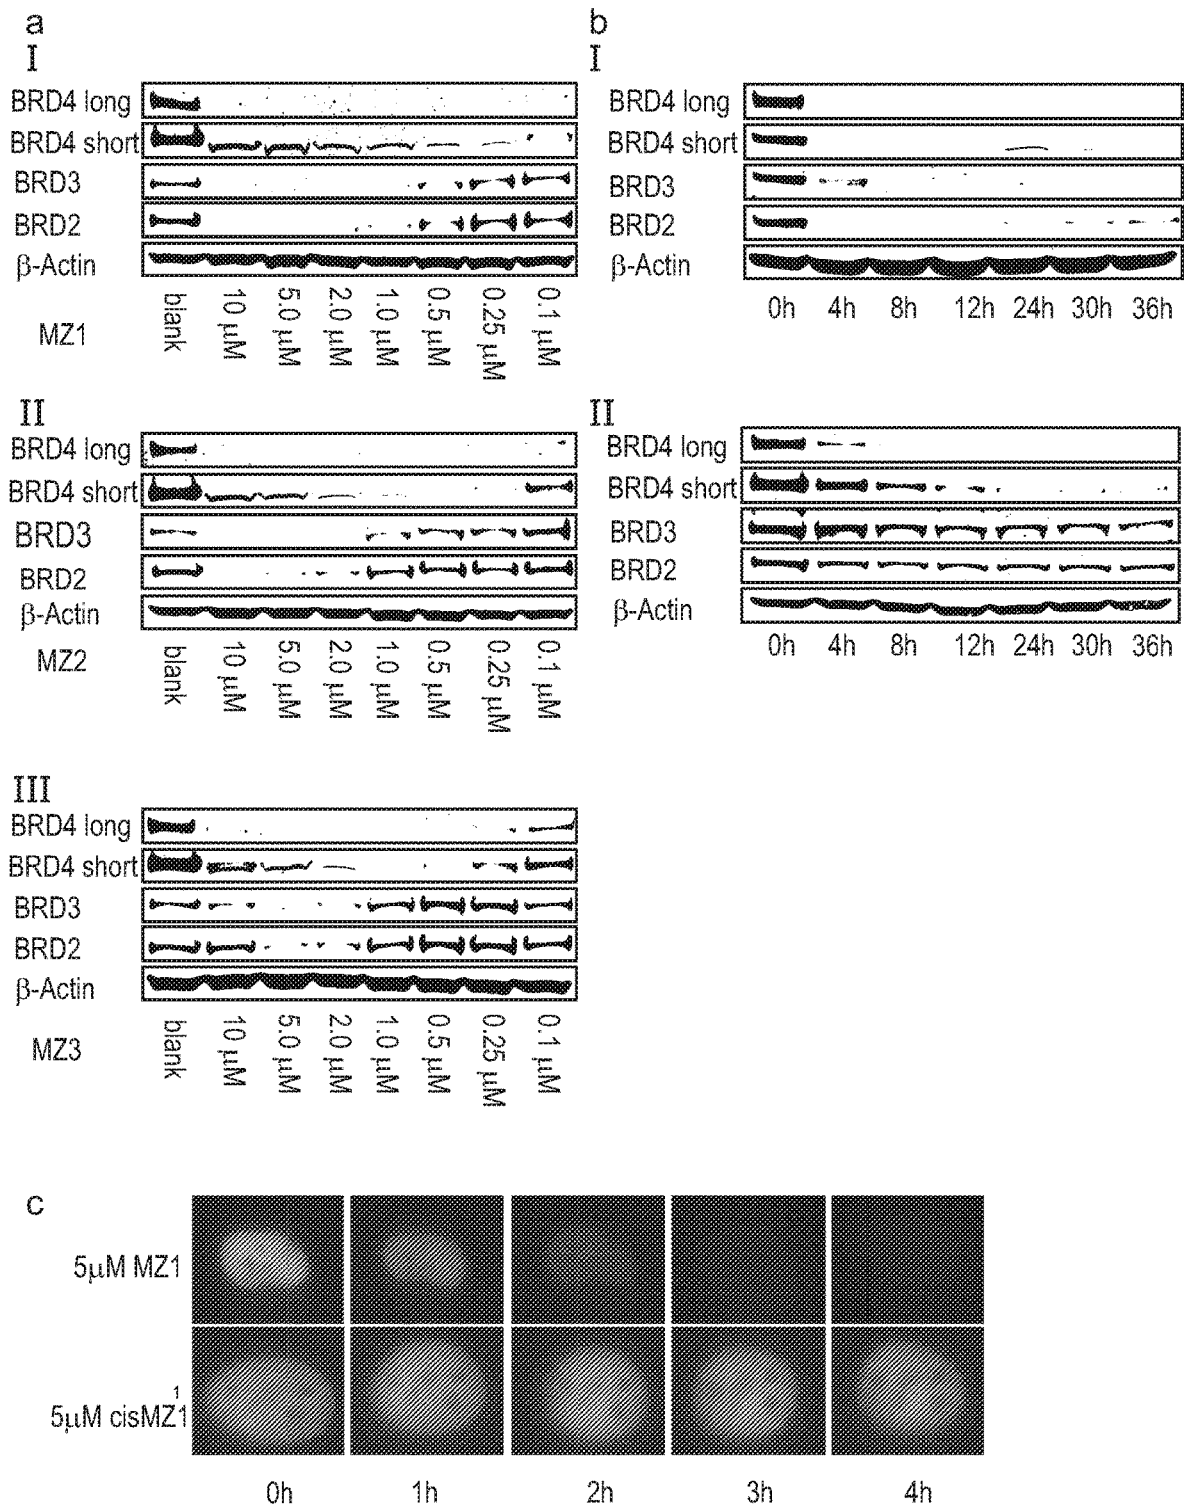 a
I
BRD4 long
BRD4 short
BRD3
BRD2
β-Actin
MZ1
blank
10 μM
5.0 μM
2.0 μM
1.0 μM
0.5 μM
0.25 μM
0.1 μM
II
BRD4 long
BRD4 short
BRD3
BRD2
β-Actin
MZ2
blank
10 μM
5.0 μM
2.0 μM
1.0 μM
0.5 μM
0.25 μM
0.1 μM
III
BRD4 long
BRD4 short
BRD3
BRD2
β-Actin
MZ3
blank
10 μM
5.0 μM
2.0 μM
1.0 μM
0.5 μM
0.25 μM
0.1 μM
b
I
BRD4 long
BRD4 short
BRD3
BRD2
β-Actin
0h 4h 8h 12h 24h 30h 36h
II
BRD4 long
BRD4 short
BRD3
BRD2
β-Actin
0h 4h 8h 12h 24h 30h 36h
c
5μM MZ1
1
5μM cisMZ1
0h 1h 2h 3h 4h